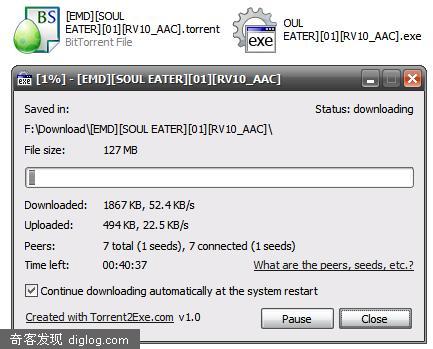 [EMD][SOUL
EATER][01][RV10_AAC].torrent
BitTorrent File
OUL
EATER][01][RV10_AAC].exe
[1%] - [EMD][SOUL EATER][01][RV10_AAC]
Saved in:
Status: downloading
F:\Download\[EMD][SOUL EATER][01][RV10_AAC]\
File size: 127 MB
Downloaded: 1867 KB, 52.4 KB/s
Uploaded: 494 KB, 22.5 KB/s
Peers: 7 total (1 seeds), 7 connected (1 seeds)
Time left: 00:40:37
What are the peers, seeds, etc.?
Continue downloading automatically at the system restart
Created with Torrent2Exe.com v1.0
Pause
Close
奇客发现 diglog.com
BS
exe
exe